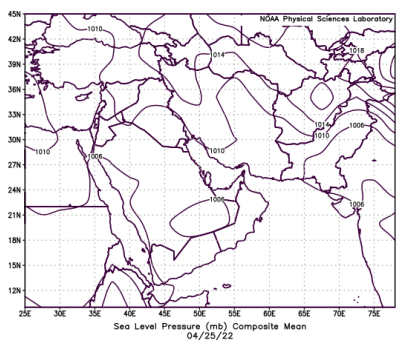 45N
NOAA Physical Sciences Laboratory
1010
42N
1018
1014
39N
36N
33N
1014
1006
1010
30N
1010
1010
1006
27N
24N
1006
1006
21N
18N
15N
12N
25E 30E 35E 40E 45E 50E 55E 60E 65E 70E 75E
Sea Level Pressure (mb) Composite Mean
04/25/22